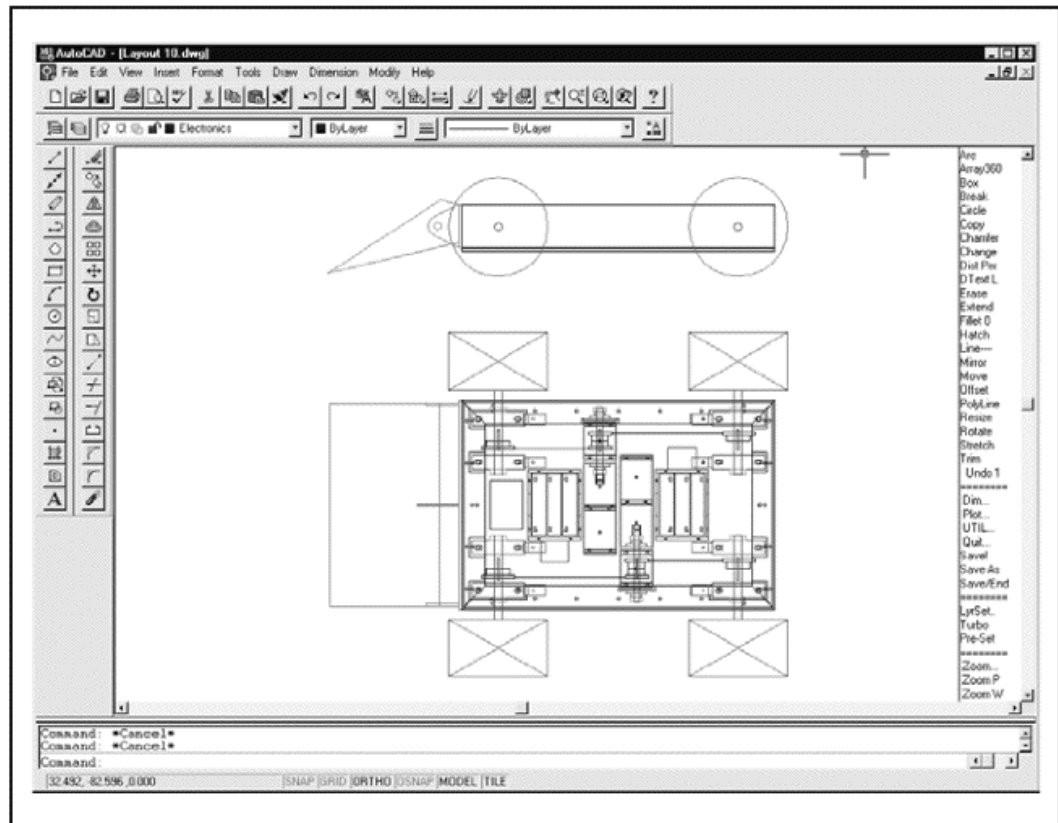 AutoCAD - [Layout 10.dwg]
File Edit View Insert Format Tools Draw Dimension Modify Help
Electronics ByLayer ByLayer
Arc
Array360
Box
Break
Circle
Copy
Chamfer
Change
Dist Per
DText L
Erase
Extend
Fillet 0
Hatch
Line----
Mirror
Move
Offset
PolyLine
Resize
Rotate
Stretch
Trim
Undo 1
========
Dim...
Plot...
UTIL...
Quit...
Save!
Save As
Save/End
========
LyrSet..
Turbo
Pre-Set
========
Zoom...
Zoom P
Zoom W
A
Command: *Cancel*
Command: *Cancel*
Command:
32.492, -82.596 ,0.000 SNAP GRID ORTHO OSNAP MODEL TILE